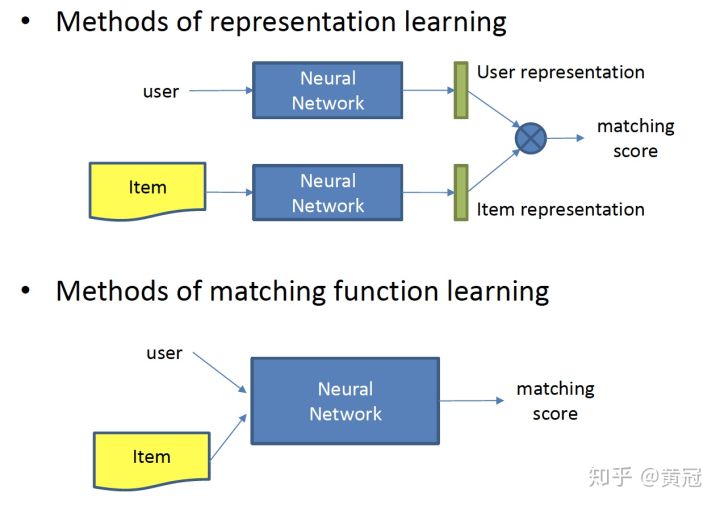 • Methods of representation learning
user
Neural
Network
User representation
matching
score
Item
Neural
Network
Item representation
• Methods of matching function learning
user
Neural
Network
matching
score
Item
知乎 @黄冠